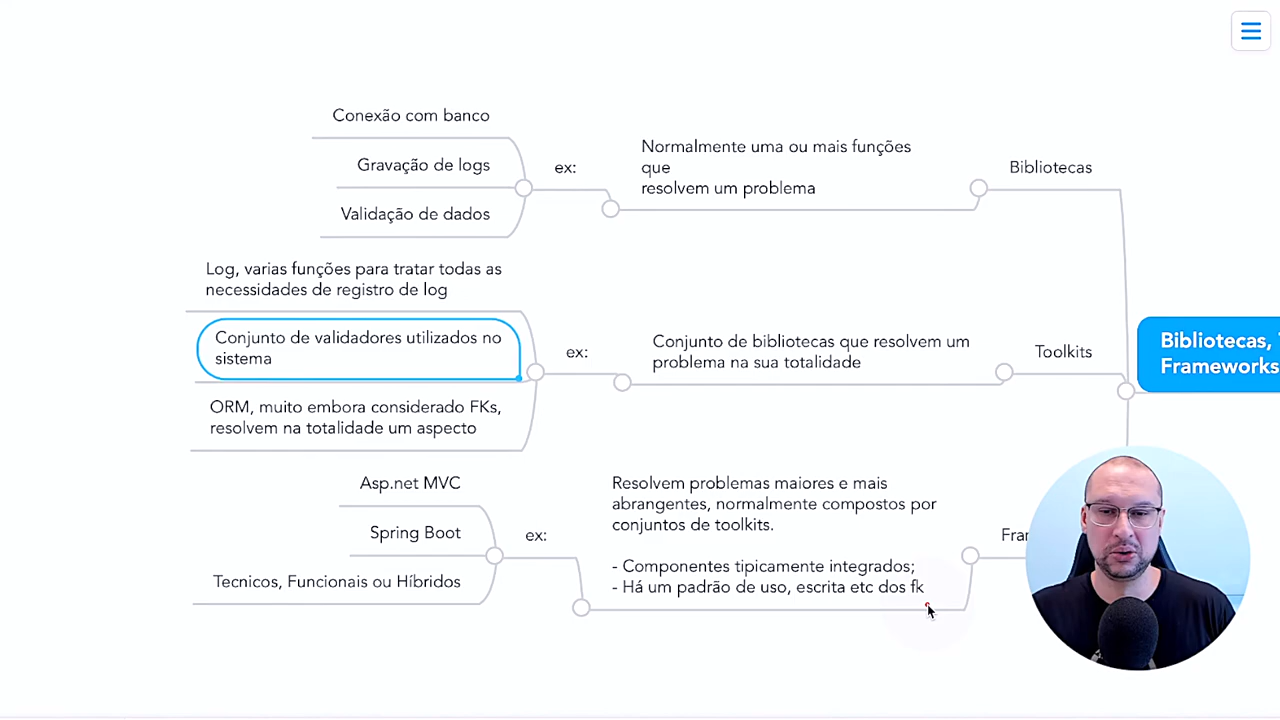 Conexão com banco
Gravação de logs
Validação de dados
ex:
Normalmente uma ou mais funções
que
resolvem um problema
Bibliotecas
Log, varias funções para tratar todas as
necessidades de registro de log
Conjunto de validadores utilizados no
sistema
ORM, muito embora considerado FKs,
resolvem na totalidade um aspecto
ex:
Conjunto de bibliotecas que resolvem um
problema na sua totalidade
Toolkits
Bibliotecas,
Frameworks
Asp.net MVC
Spring Boot
Tecnicos, Funcionais ou Híbridos
ex:
Resolvem problemas maiores e mais
abrangentes, normalmente compostos por
conjuntos de toolkits.
- Componentes tipicamente integrados;
- Há um padrão de uso, escrita etc dos fk